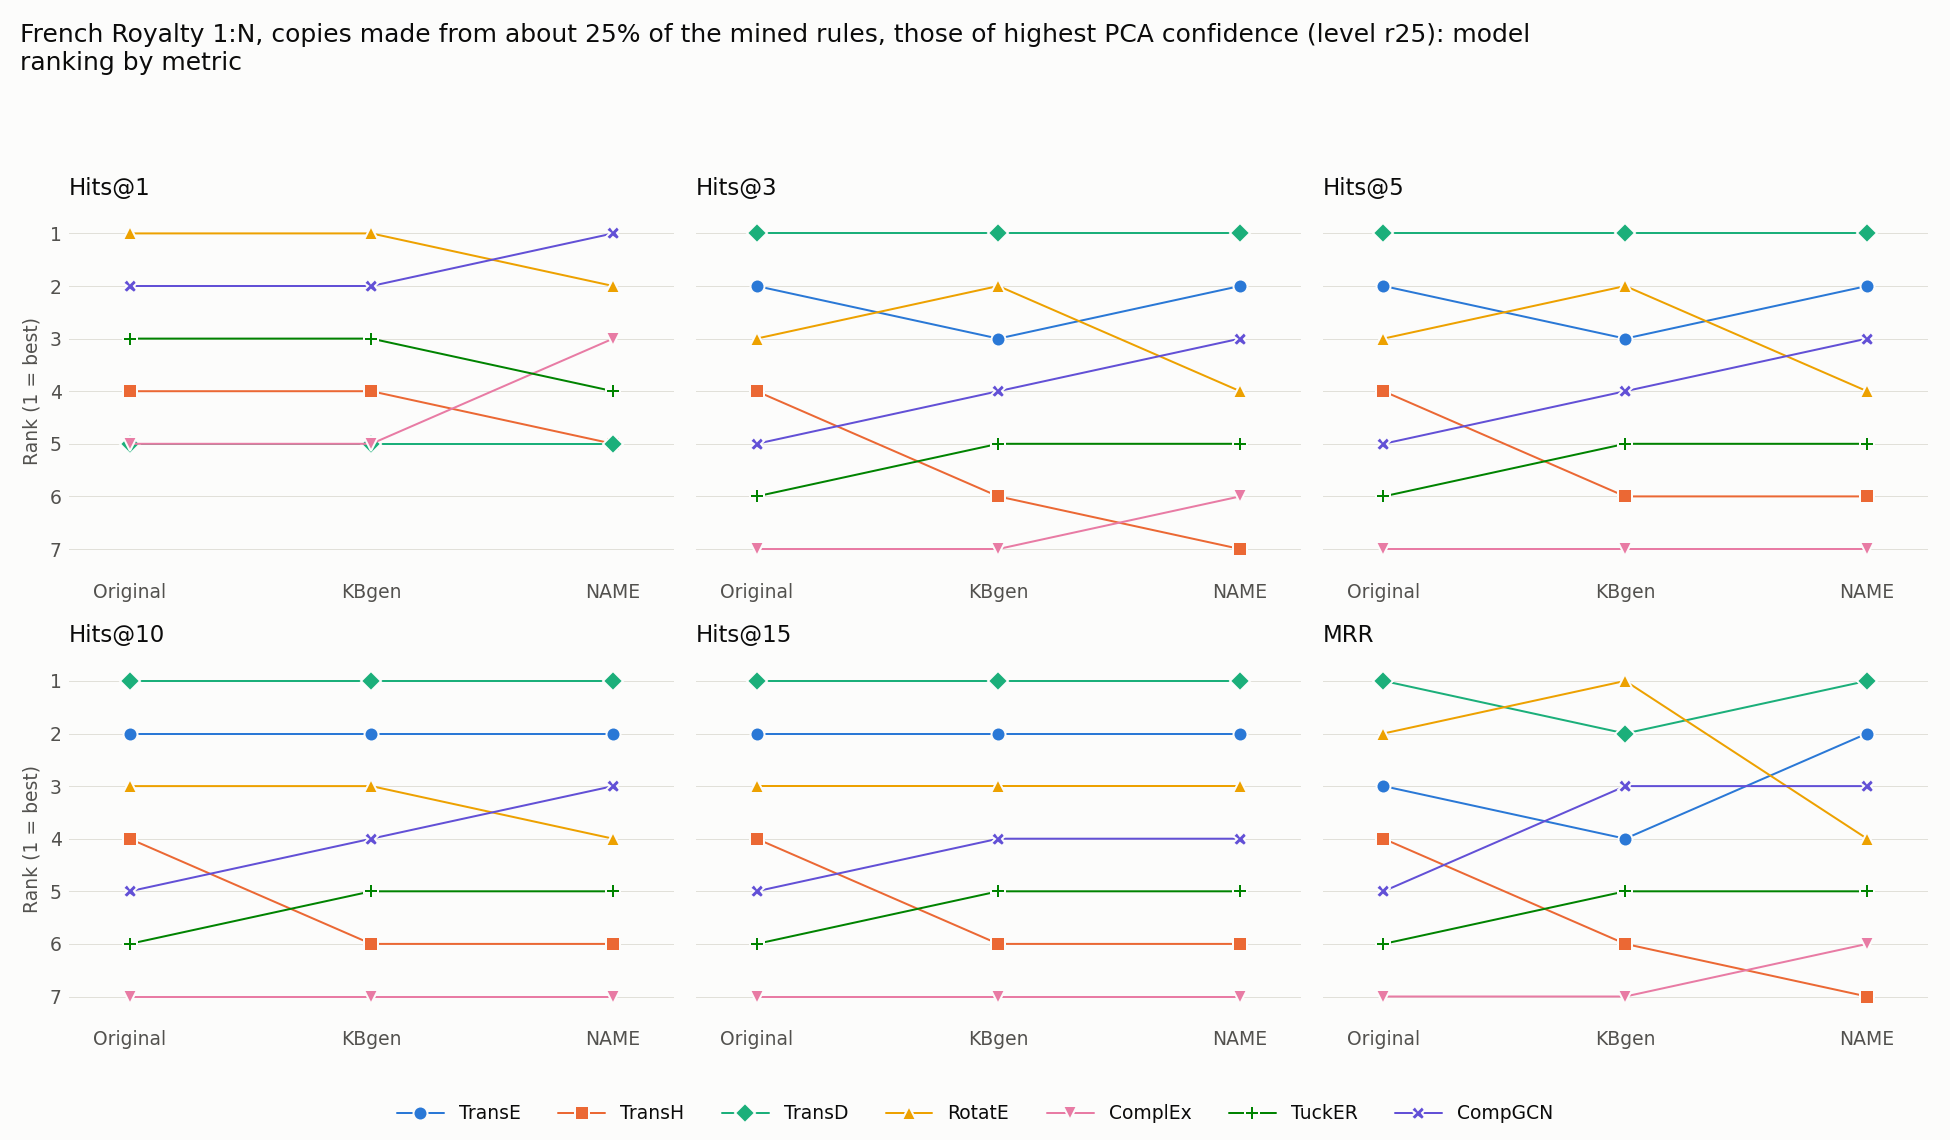 French Royalty 1:N, copies made from about 25% of the mined rules, those of highest PCA confidence (level r25): model
ranking by metric
Hits@1
Hits@3
Hits@5
Rank (1 = best)
1
2
3
4
5
6
7
Original
KBgen
NAME
Original
KBgen
NAME
Original
KBgen
NAME
Hits@10
Hits@15
MRR
Rank (1 = best)
1
2
3
4
5
6
7
Original
KBgen
NAME
Original
KBgen
NAME
Original
KBgen
NAME
TransE
TransH
TransD
RotatE
ComplEx
TuckER
CompGCN